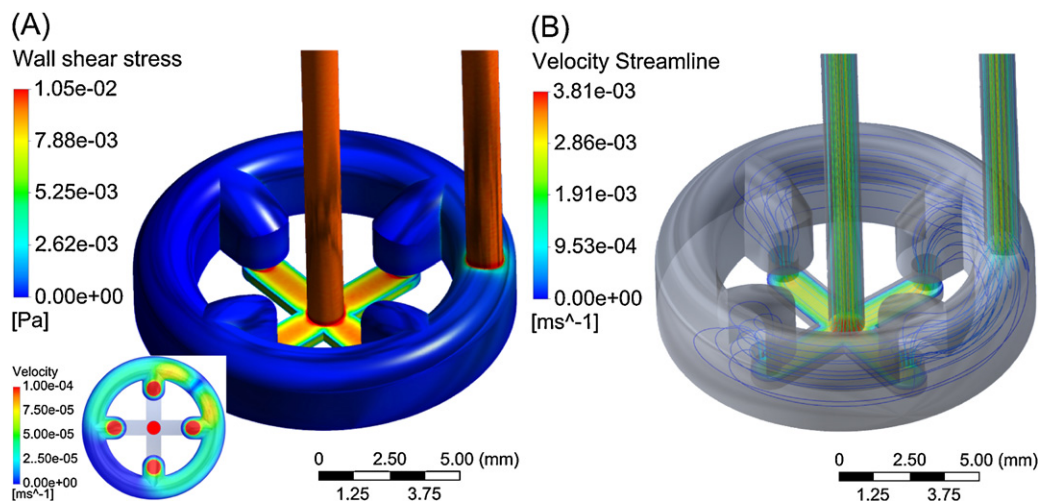 (A)
Wall shear stress
1.05e-02
7.88e-03
5.25e-03
2.62e-03
0.00e+00
[Pa]
Velocity
1.00e-04
7.50e-05
5.00e-05
2..50e-05
0.00e+00
[ms^-1]
0 2.50 5.00 (mm)
1.25 3.75
(B)
Velocity Streamline
3.81e-03
2.86e-03
1.91e-03
9.53e-04
0.00e+00
[ms^-1]
0 2.50 5.00 (mm)
1.25 3.75